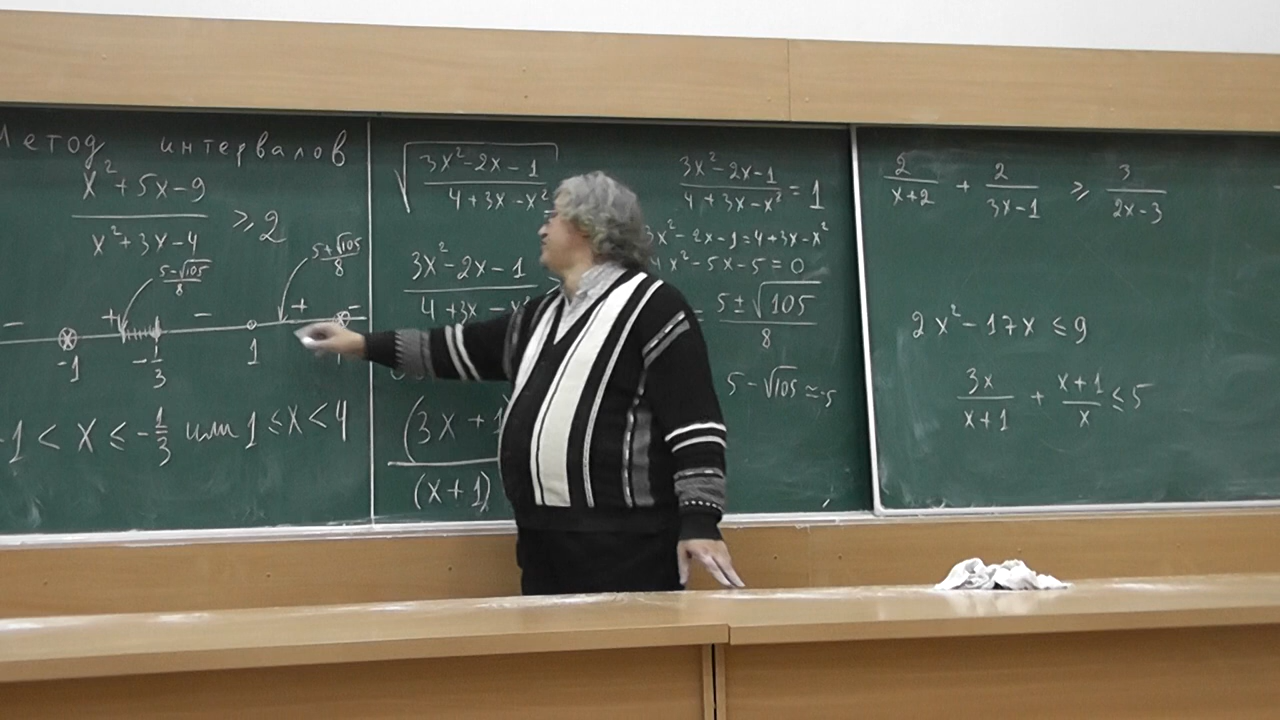 Метод интервалов
x²+5x-9
x²+3x-4
≥2
5-√105
8
5+√105
8
- + - + -
-1 -1/3 1
-1 < x ≤ -1/3 или 1 ≤ x < 4
√
3x²-2x-1
4+3x-x²
3x²-2x-1
4+3x-x²
(3x+1
(x+1)
3x²-2x-1
4+3x-x²
=1
3x²-2x-1=4+3x-x²
4x²-5x-5=0
= 5±√105
8
5-√105≈-5
2/(x+2) + 2/(3x-1) ≥ 3/(2x-3)
2x²-17x ≤ 9
3x/(x+1) + (x+1)/x ≤ 5